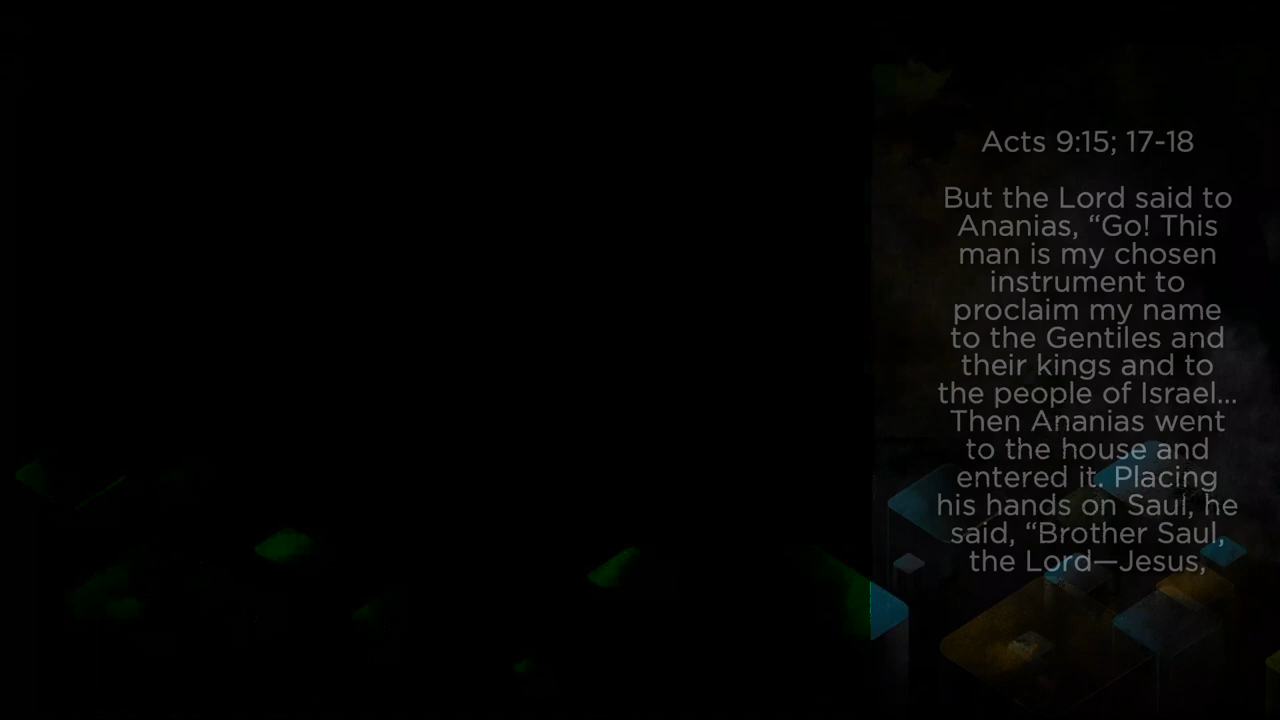 Acts 9:15; 17-18
But the Lord said to
Ananias, “Go! This
man is my chosen
instrument to
proclaim my name
to the Gentiles and
their kings and to
the people of Israel...
Then Ananias went
to the house and
entered it. Placing
his hands on Saul, he
said, “Brother Saul,
the Lord—Jesus,